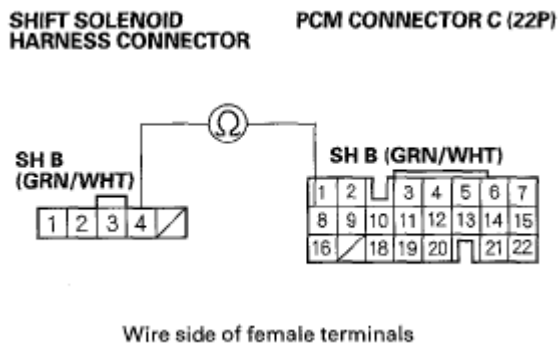 SHIFT SOLENOID
HARNESS CONNECTOR
PCM CONNECTOR C (22P)
Ω
SH B
(GRN/WHT)
1 2 3 4
SH B (GRN/WHT)
1 2 3 4 5 6 7
8 9 10 11 12 13 14 15
16 18 19 20 21 22
Wire side of female terminals